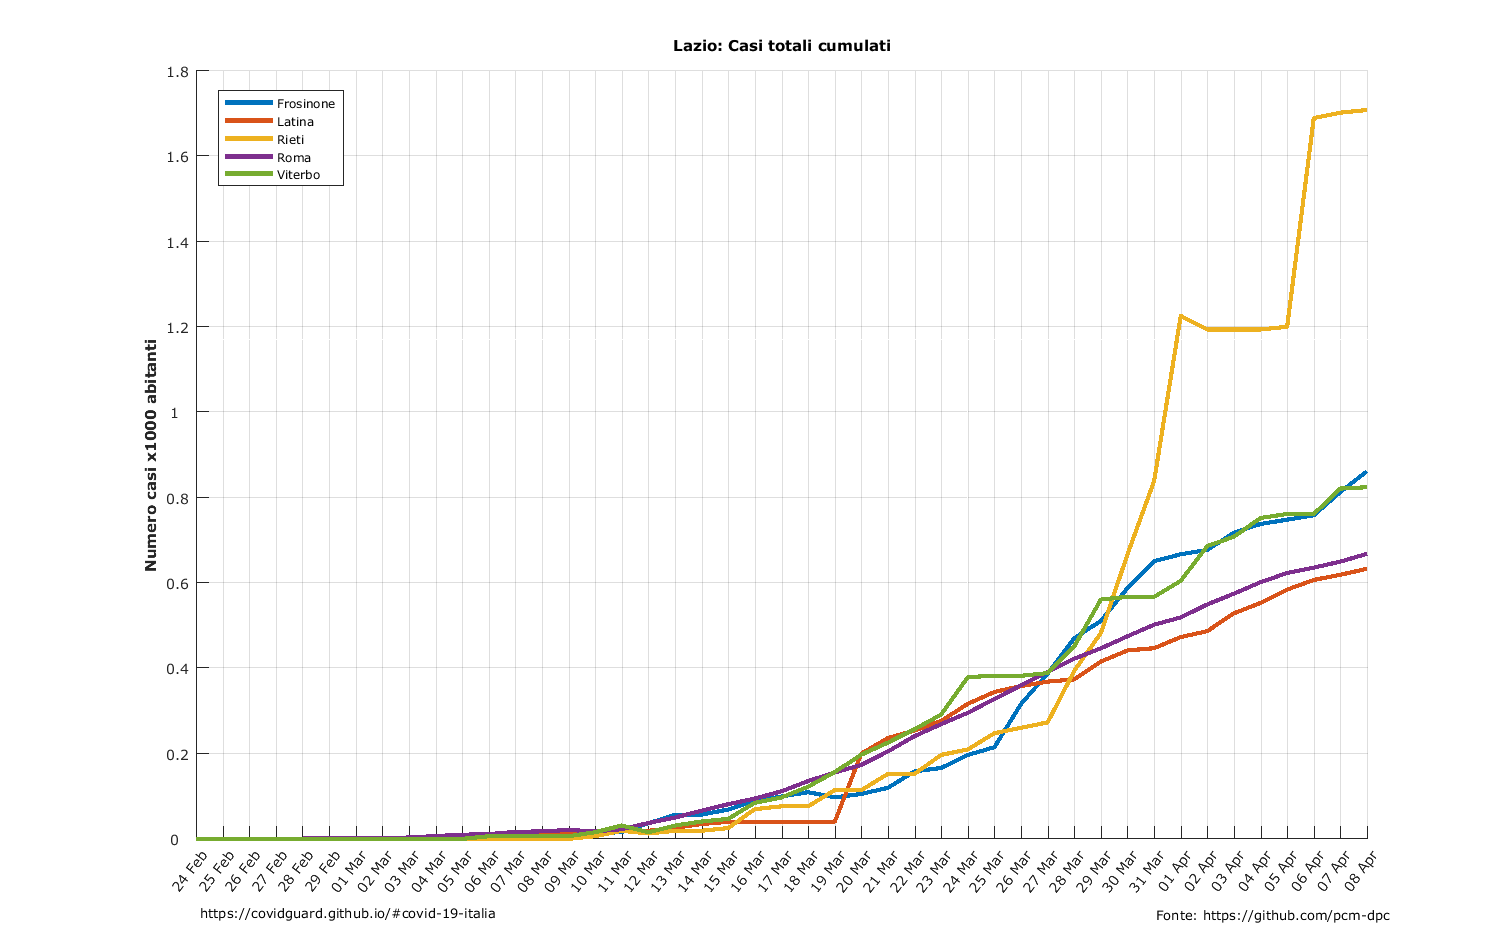 Lazio: Casi totali cumulati
Numero casi x1000 abitanti
1.8
1.6
1.4
1.2
1
0.8
0.6
0.4
0.2
0
Frosinone
Latina
Rieti
Roma
Viterbo
24 Feb
25 Feb
26 Feb
27 Feb
28 Feb
29 Feb
01 Mar
02 Mar
03 Mar
04 Mar
05 Mar
06 Mar
07 Mar
08 Mar
09 Mar
10 Mar
11 Mar
12 Mar
13 Mar
14 Mar
15 Mar
16 Mar
17 Mar
18 Mar
19 Mar
20 Mar
21 Mar
22 Mar
23 Mar
24 Mar
25 Mar
26 Mar
27 Mar
28 Mar
29 Mar
30 Mar
31 Mar
01 Apr
02 Apr
03 Apr
04 Apr
05 Apr
06 Apr
07 Apr
08 Apr
https://covidguard.github.io/#covid-19-italia
Fonte: https://github.com/pcm-dpc